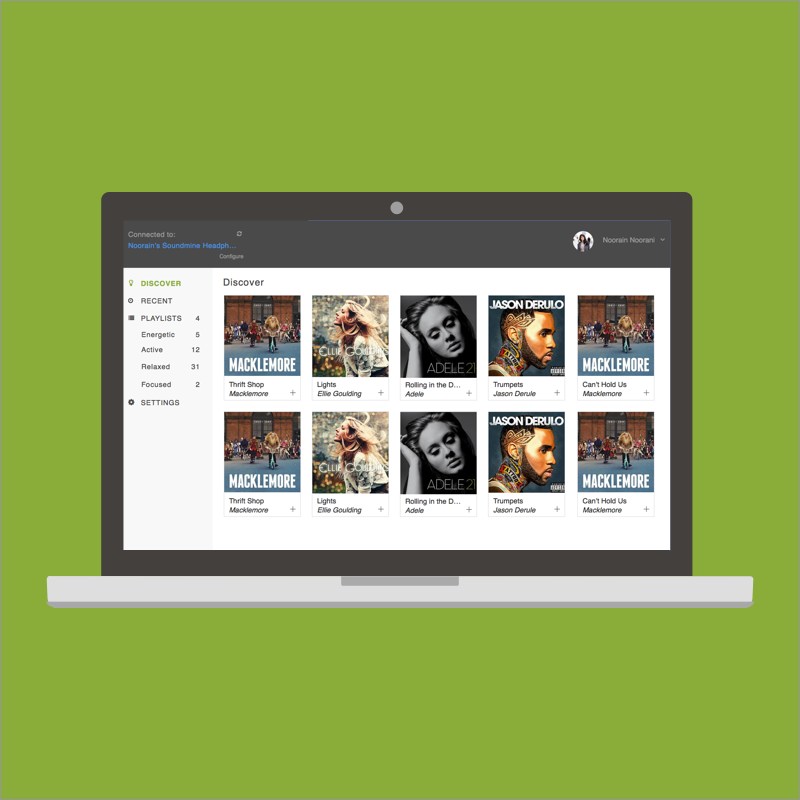 Connected to:
Noorain's Soundmine Headph...
Configure
Noorain Noorani
DISCOVER
RECENT
PLAYLISTS 4
Energetic 5
Active 12
Relaxed 31
Focused 2
SETTINGS
Discover
MACKLEMORE
ELLIE GOULDING
ADELE 21
JASON DERULO
MACKLEMORE
Thrift Shop
Macklemore
Lights
Ellie Goulding
Rolling in the D...
Adele
Trumpets
Jason Derule
Can't Hold Us
Macklemore
MACKLEMORE
ELLIE GOULDING
ADELE 21
JASON DERULO
MACKLEMORE
Thrift Shop
Macklemore
Lights
Ellie Goulding
Rolling in the D...
Adele
Trumpets
Jason Derule
Can't Hold Us
Macklemore